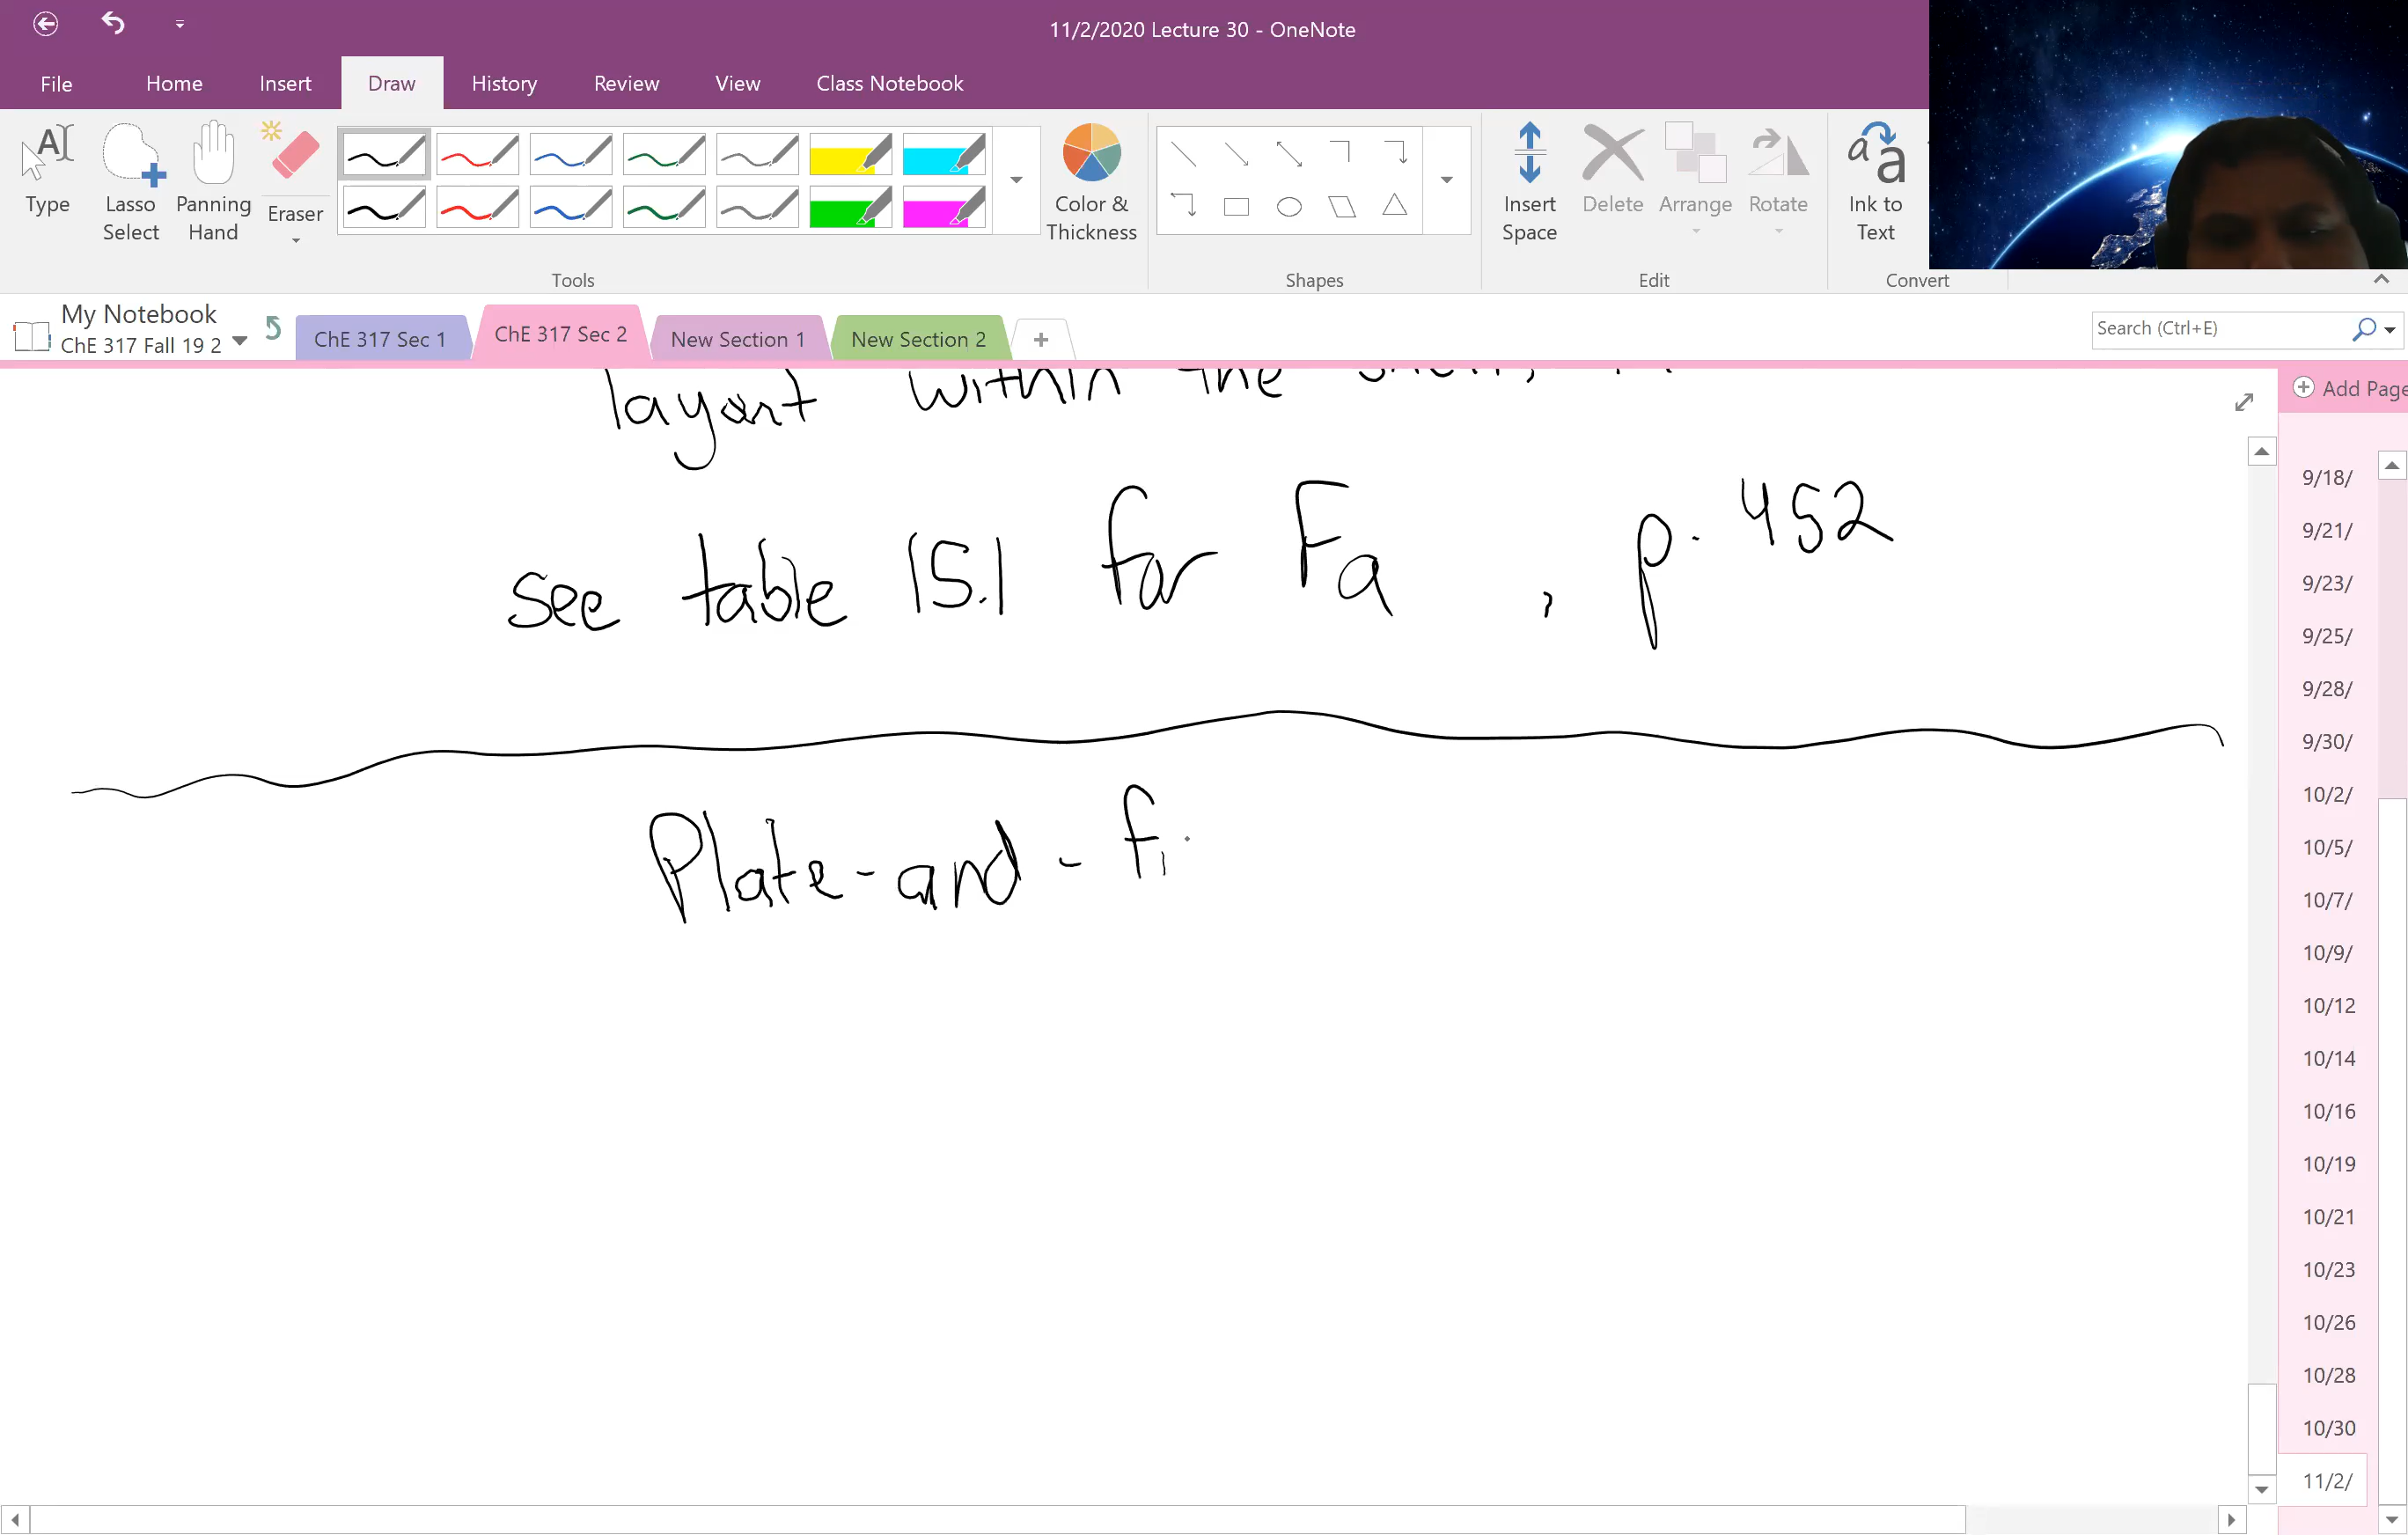 11/2/2020 Lecture 30 - OneNote
File Home Insert Draw History Review View Class Notebook
Type
Lasso Select
Panning Hand
Eraser
Color & Thickness
Insert Space
Delete
Arrange
Rotate
Ink to Text
Tools Shapes Edit Convert
My Notebook
ChE 317 Fall 19 2
ChE 317 Sec 1 ChE 317 Sec 2 New Section 1 New Section 2 +
Search (Ctrl+E)
Add Page
layout within the
see table 15.1 for Fa , p. 452
Plate-and-fi
9/18/
9/21/
9/23/
9/25/
9/28/
9/30/
10/2/
10/5/
10/7/
10/9/
10/12
10/14
10/16
10/19
10/21
10/23
10/26
10/28
10/30
11/2/